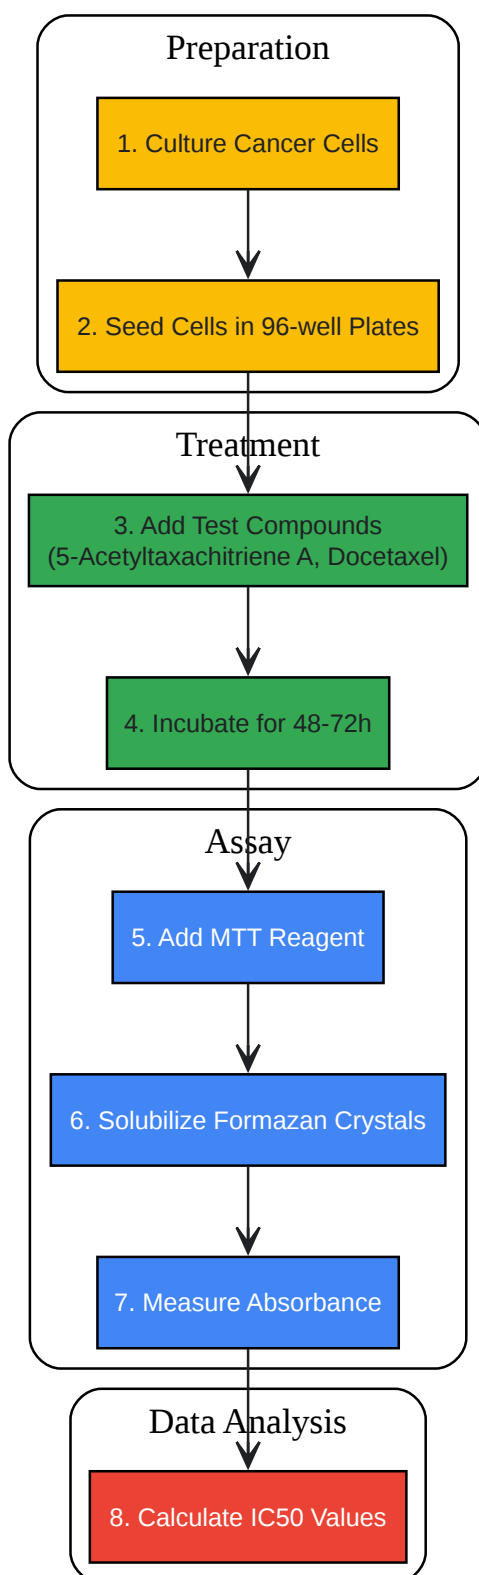 Preparation
1. Culture Cancer Cells
2. Seed Cells in 96-well Plates
Treatment
3. Add Test Compounds
(5-Acetyltaxachitriene A, Docetaxel)
4. Incubate for 48-72h
Assay
5. Add MTT Reagent
6. Solubilize Formazan Crystals
7. Measure Absorbance
Data Analysis
8. Calculate IC50 Values